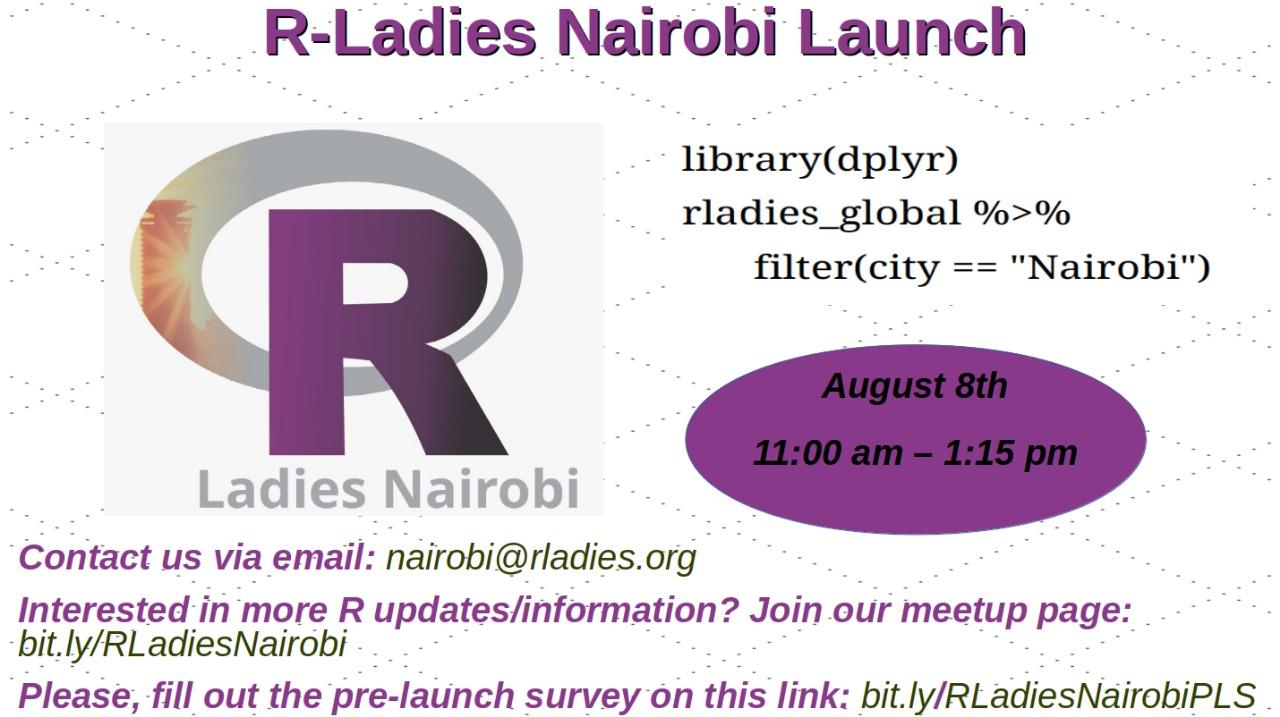 R-Ladies Nairobi Launch
R
Ladies Nairobi
library(dplyr)
rladies_global %>%
filter(city == "Nairobi")
August 8th
11:00 am – 1:15 pm
Contact us via email: nairobi@rladies.org
Interested in more R updates/information? Join our meetup page:
bit.ly/RLadiesNairobi
Please, fill out the pre-launch survey on this link: bit.ly/RLadiesNairobiPLS